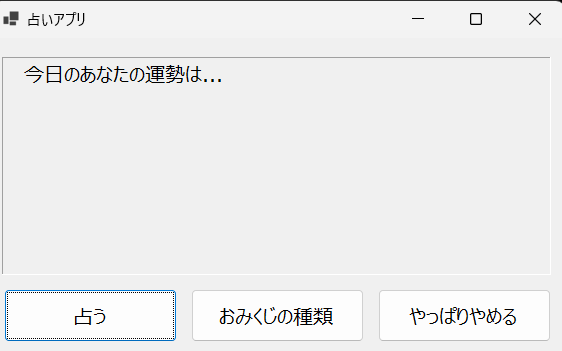 占いアプリ
今日のあなたの運勢は...
占う
おみくじの種類
やっぱりやめる